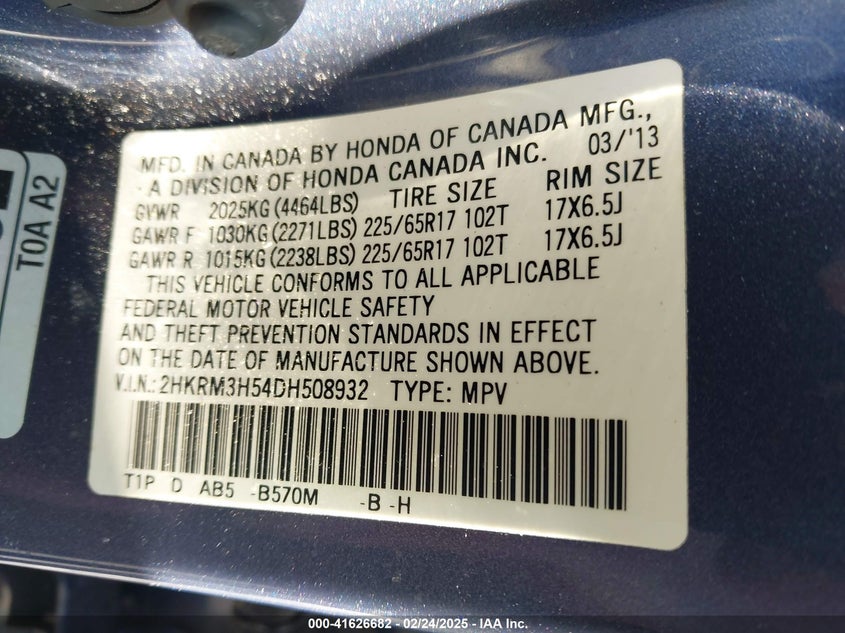 MFD. IN CANADA BY HONDA OF CANADA MFG.,
A DIVISION OF HONDA CANADA INC. 03/'13
GVWR 2025KG (4464LBS) TIRE SIZE RIM SIZE
GAWR F 1030KG (2271LBS) 225/65R17 102T 17X6.5J
GAWR R 1015KG (2238LBS) 225/65R17 102T 17X6.5J
THIS VEHICLE CONFORMS TO ALL APPLICABLE
FEDERAL MOTOR VEHICLE SAFETY
AND THEFT PREVENTION STANDARDS IN EFFECT
ON THE DATE OF MANUFACTURE SHOWN ABOVE.
V.I.N.: 2HKRM3H54DH508932 TYPE: MPV
T1P D AB5 -B570M -B -H
T0A A2
000-41626682 - 02/24/2025 - IAA Inc.